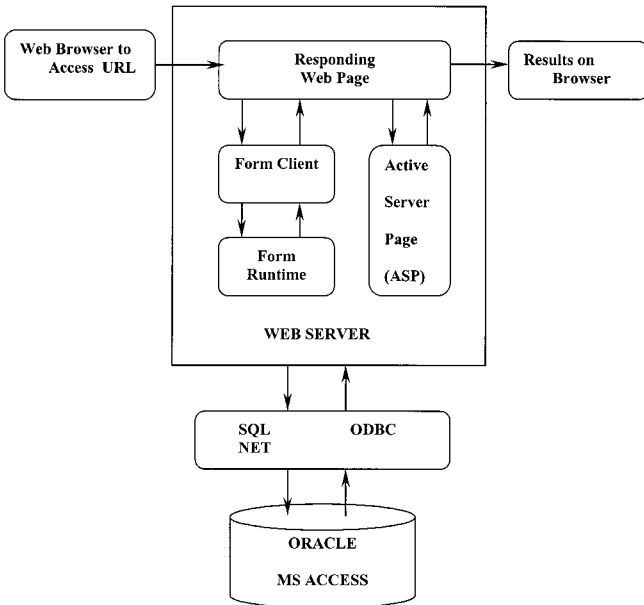 Web Browser to
Access URL
Responding
Web Page
Results on
Browser
Form Client
Form
Runtime
Active
Server
Page
(ASP)
WEB SERVER
SQL
NET
ODBC
ORACLE
MS ACCESS